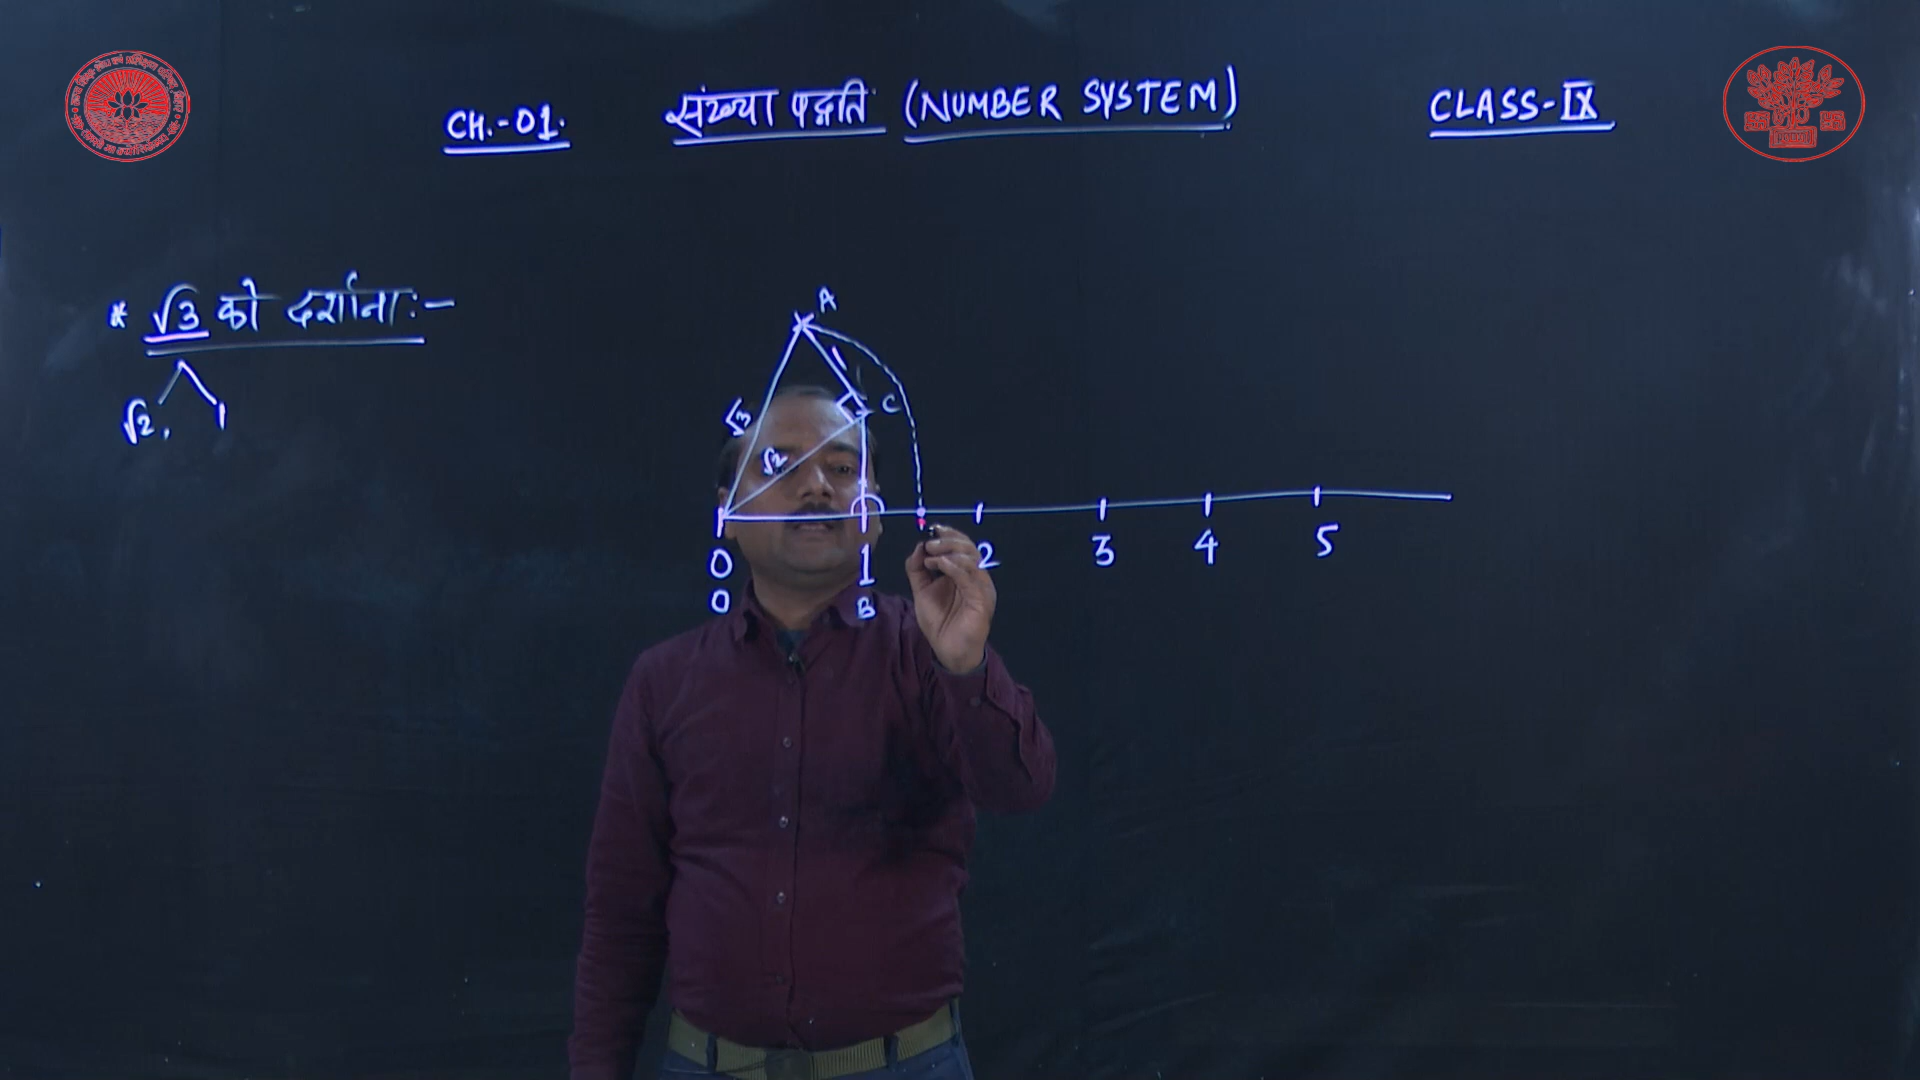 CH.-01.
संख्या पद्धति (NUMBER SYSTEM)
CLASS-IX
* √3 को दर्शाना:-
√2, 1
A
1
C
√3
√2
0 1 2 3 4 5
O B